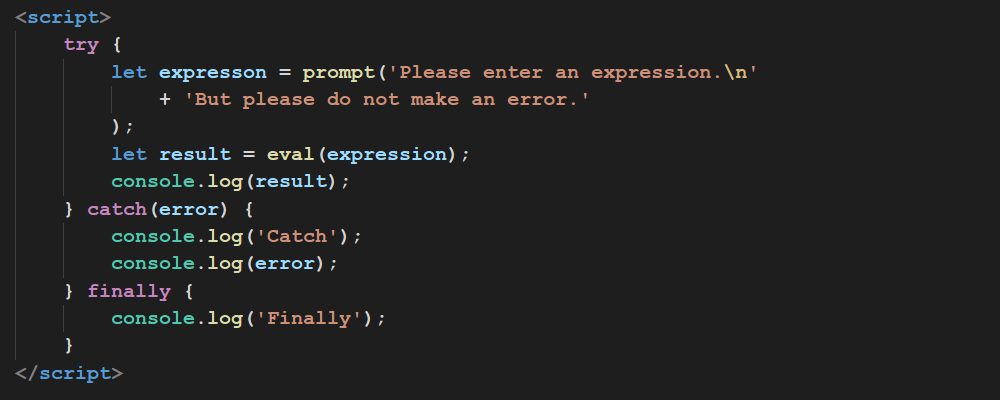 <script>
    try {
        let expresson = prompt('Please enter an expression.\n'
            + 'But please do not make an error.'
        );
        let result = eval(expression);
        console.log(result);
    } catch(error) {
        console.log('Catch');
        console.log(error);
    } finally {
        console.log('Finally');
    }
</script>